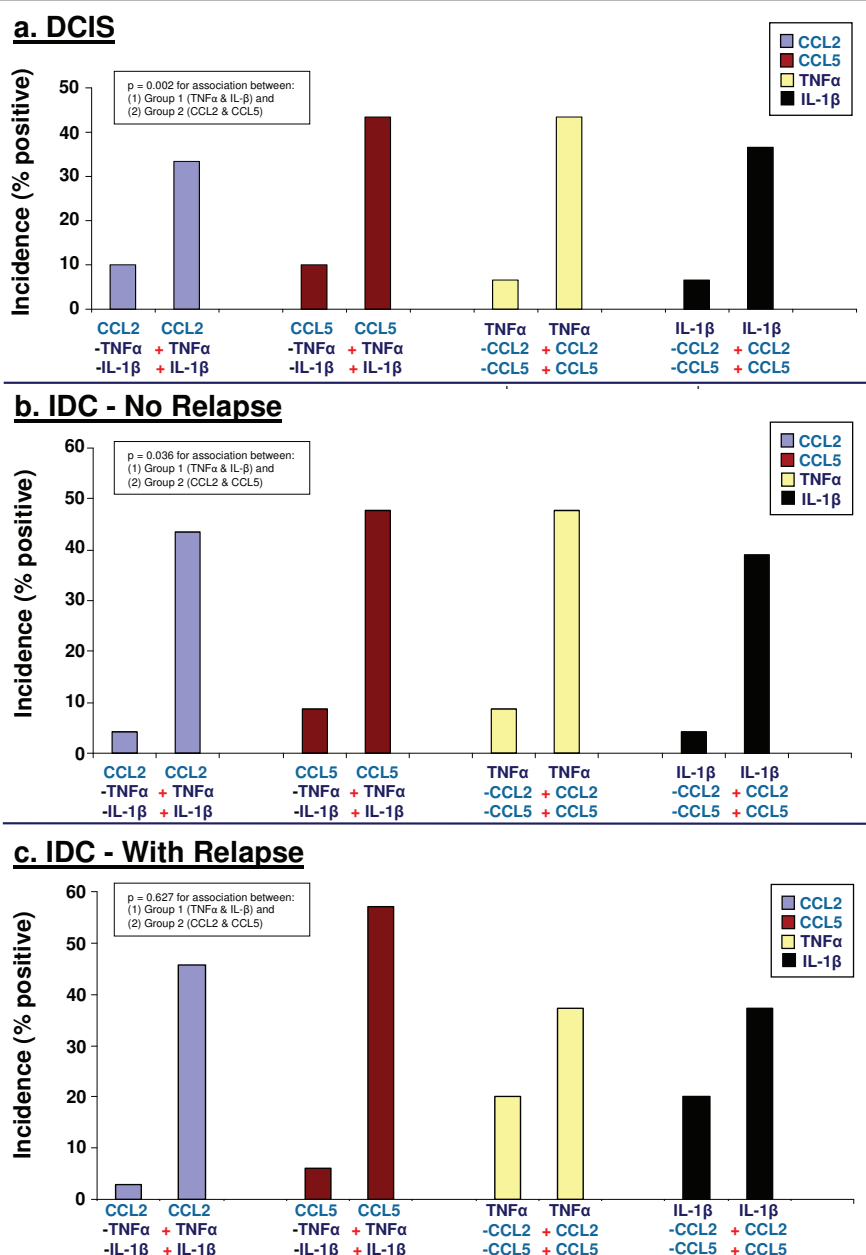 a. DCIS
CCL2
CCL5
TNFα
IL-1β
p = 0.002 for association between:
(1) Group 1 (TNFα & IL-β) and
(2) Group 2 (CCL2 & CCL5)
Incidence (% positive)
50
40
30
20
10
0
CCL2 CCL2 CCL5 CCL5 TNFα TNFα IL-1β IL-1β
-TNFα + TNFα -TNFα + TNFα -CCL2 + CCL2 -CCL2 + CCL2
-IL-1β + IL-1β -IL-1β + IL-1β -CCL5 + CCL5 -CCL5 + CCL5
b. IDC - No Relapse
CCL2
CCL5
TNFα
IL-1β
p = 0.036 for association between:
(1) Group 1 (TNFα & IL-β) and
(2) Group 2 (CCL2 & CCL5)
Incidence (% positive)
60
50
40
30
20
10
0
CCL2 CCL2 CCL5 CCL5 TNFα TNFα IL-1β IL-1β
-TNFα + TNFα -TNFα + TNFα -CCL2 + CCL2 -CCL2 + CCL2
-IL-1β + IL-1β -IL-1β + IL-1β -CCL5 + CCL5 -CCL5 + CCL5
c. IDC - With Relapse
CCL2
CCL5
TNFα
IL-1β
p = 0.627 for association between:
(1) Group 1 (TNFα & IL-β) and
(2) Group 2 (CCL2 & CCL5)
Incidence (% positive)
60
50
40
30
20
10
0
CCL2 CCL2 CCL5 CCL5 TNFα TNFα IL-1β IL-1β
-TNFα + TNFα -TNFα + TNFα -CCL2 + CCL2 -CCL2 + CCL2
-IL-1β + IL-1β -IL-1β + IL-1β -CCL5 + CCL5 -CCL5 + CCL5